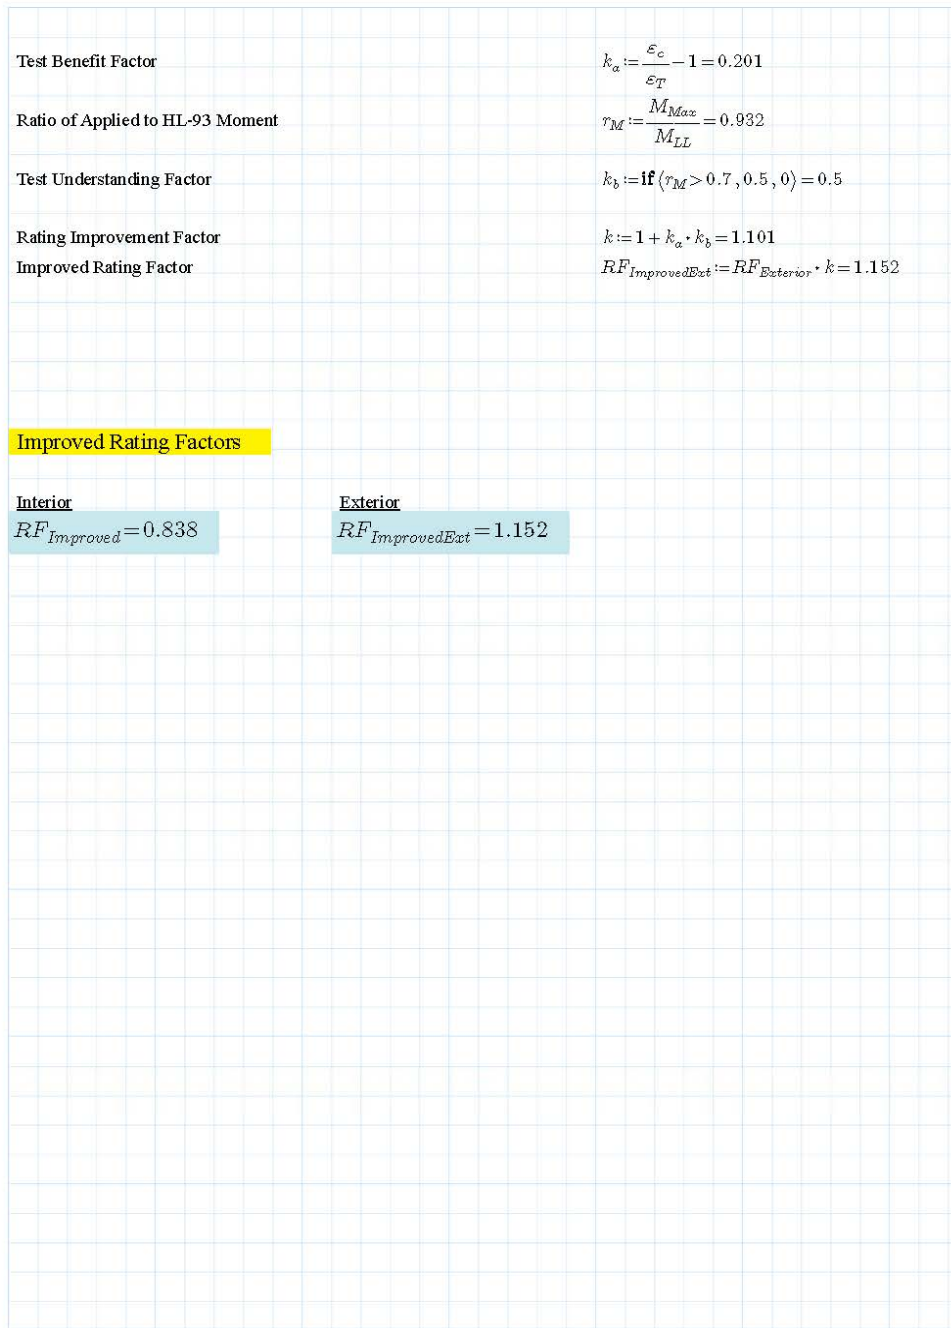 Test Benefit Factor k_a := ε_c / ε_T − 1 = 0.201
Ratio of Applied to HL-93 Moment r_M := M_Max / M_LL = 0.932
Test Understanding Factor k_b := if (r_M > 0.7, 0.5, 0) = 0.5
Rating Improvement Factor k := 1 + k_a · k_b = 1.101
Improved Rating Factor RF_ImprovedExt := RF_Exterior · k = 1.152
Improved Rating Factors
Interior Exterior
RF_Improved = 0.838 RF_ImprovedExt = 1.152